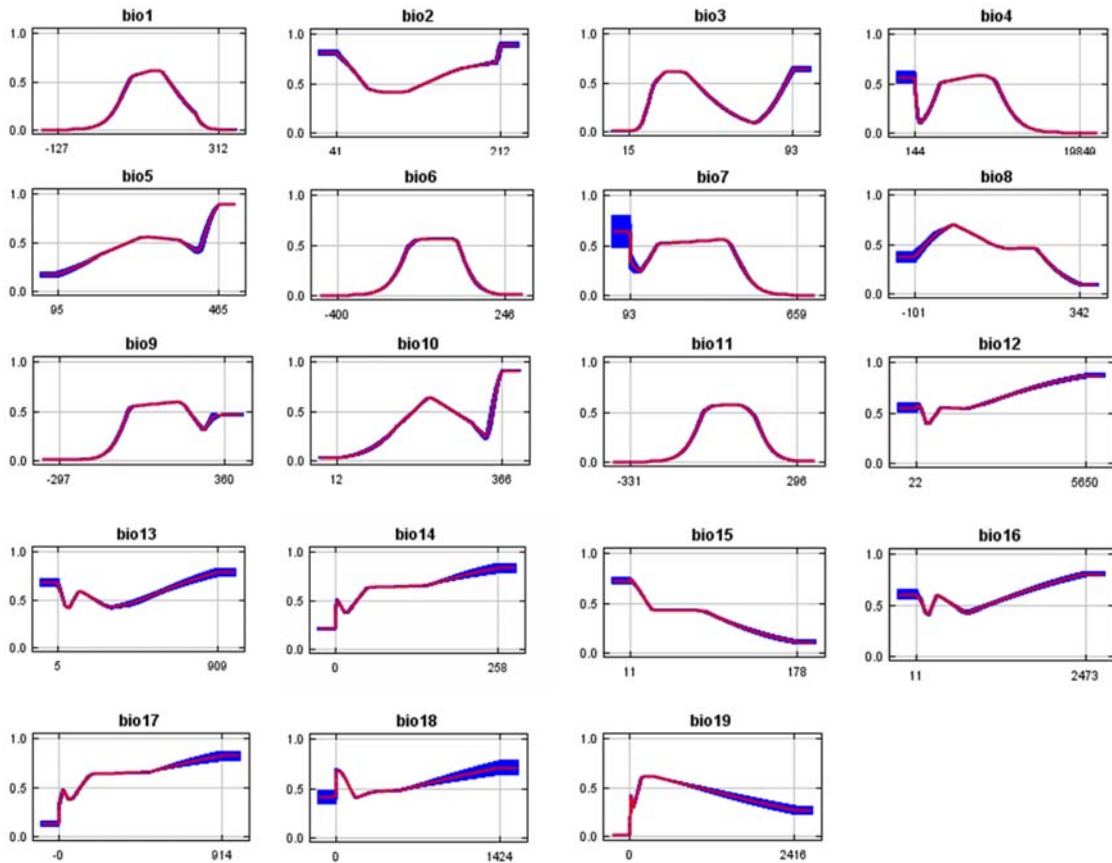 bio1 bio2 bio3 bio4
1.0 1.0 1.0 1.0
0.5 0.5 0.5 0.5
0.0 0.0 0.0 0.0
-127 312 41 212 15 93 144 19849
bio5 bio6 bio7 bio8
1.0 1.0 1.0 1.0
0.5 0.5 0.5 0.5
0.0 0.0 0.0 0.0
95 465 -400 246 93 659 -101 342
bio9 bio10 bio11 bio12
1.0 1.0 1.0 1.0
0.5 0.5 0.5 0.5
0.0 0.0 0.0 0.0
-297 360 12 366 -331 296 22 5650
bio13 bio14 bio15 bio16
1.0 1.0 1.0 1.0
0.5 0.5 0.5 0.5
0.0 0.0 0.0 0.0
5 909 0 258 11 178 11 2473
bio17 bio18 bio19
1.0 1.0 1.0
0.5 0.5 0.5
0.0 0.0 0.0
-0 914 0 1424 0 2416